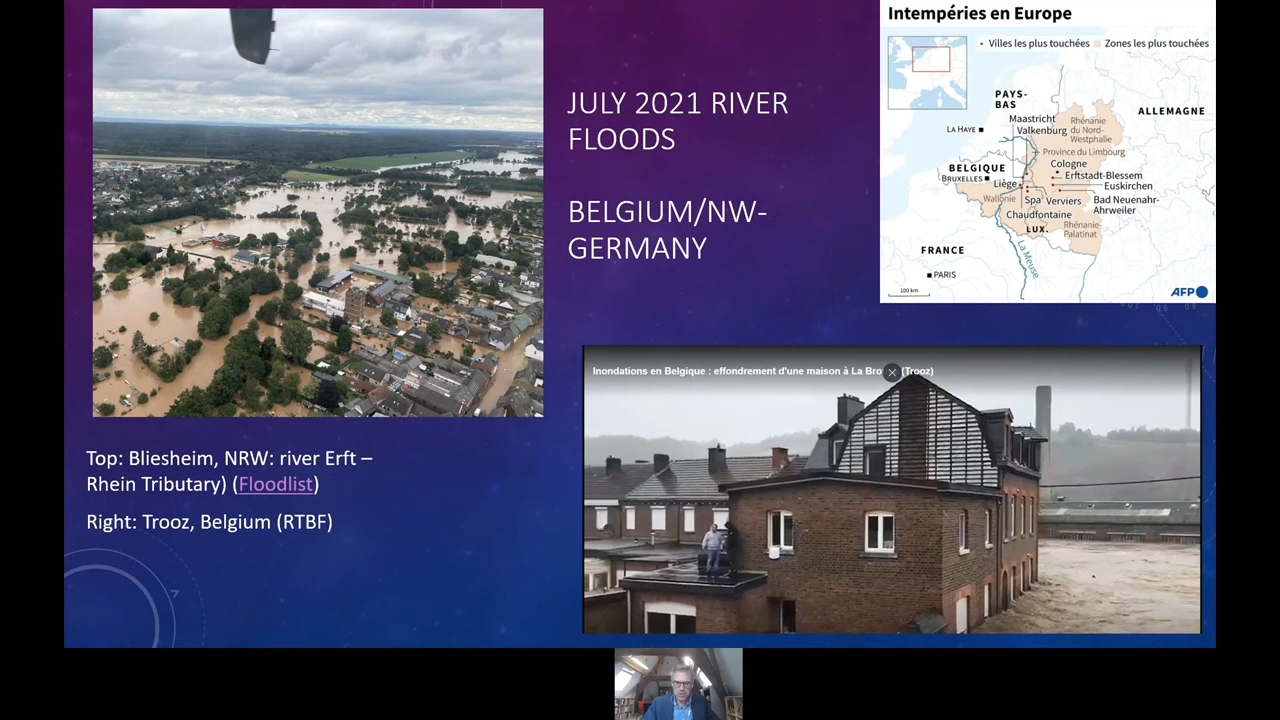 JULY 2021 RIVER
FLOODS
BELGIUM/NW-
GERMANY
Intempéries en Europe
Villes les plus touchées
Zones les plus touchées
PAYS-
BAS
ALLEMAGNE
Maastricht
Rhénanie
du Nord-
Westphalie
LA HAYE
Valkenburg
Province du Limbourg
BELGIQUE
Cologne
BRUXELLES
Erftstadt-Blessem
Liège
Euskirchen
Wallonie
Spa
Verviers
Bad Neuenahr-
Ahrweiler
Chaudfontaine
LUX.
Rhénanie-
Palatinat
FRANCE
La Meuse
PARIS
100 km
AFP
Inondations en Belgique : effondrement d'une maison à La Bro (Trooz)
Top: Bliesheim, NRW: river Erft –
Rhein Tributary) (Floodlist)
Right: Trooz, Belgium (RTBF)